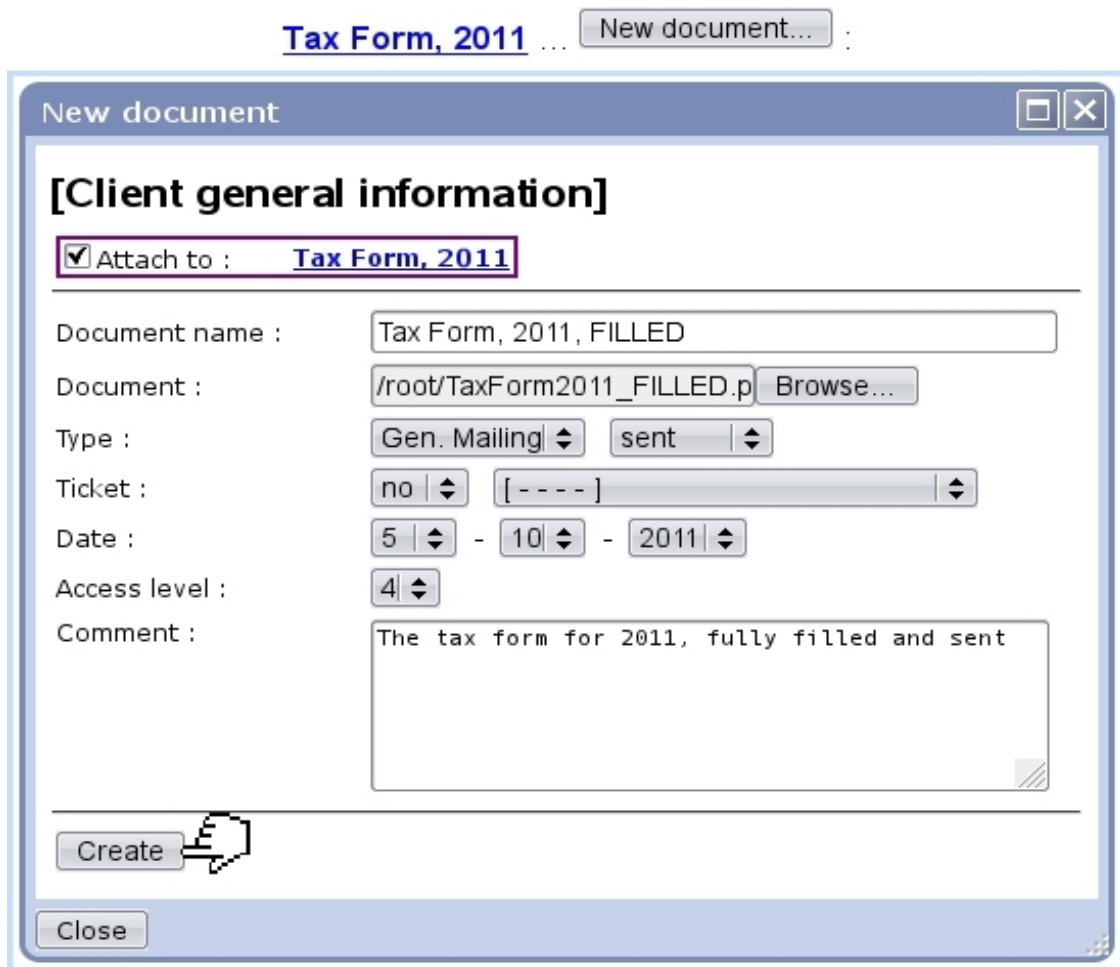 Tax Form, 2011 ... New document... :
New document
[Client general information]
Attach to : Tax Form, 2011
Document name : Tax Form, 2011, FILLED
Document : /root/TaxForm2011_FILLED.p Browse...
Type : Gen. Mailing sent
Ticket : no [ - - - - ]
Date : 5 - 10 - 2011
Access level : 4
Comment : The tax form for 2011, fully filled and sent
Create
Close